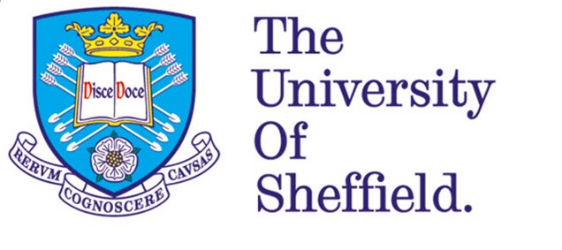 Disce Doce
RERVM COGNOSCERE CAVSAS
The
University
Of
Sheffield.